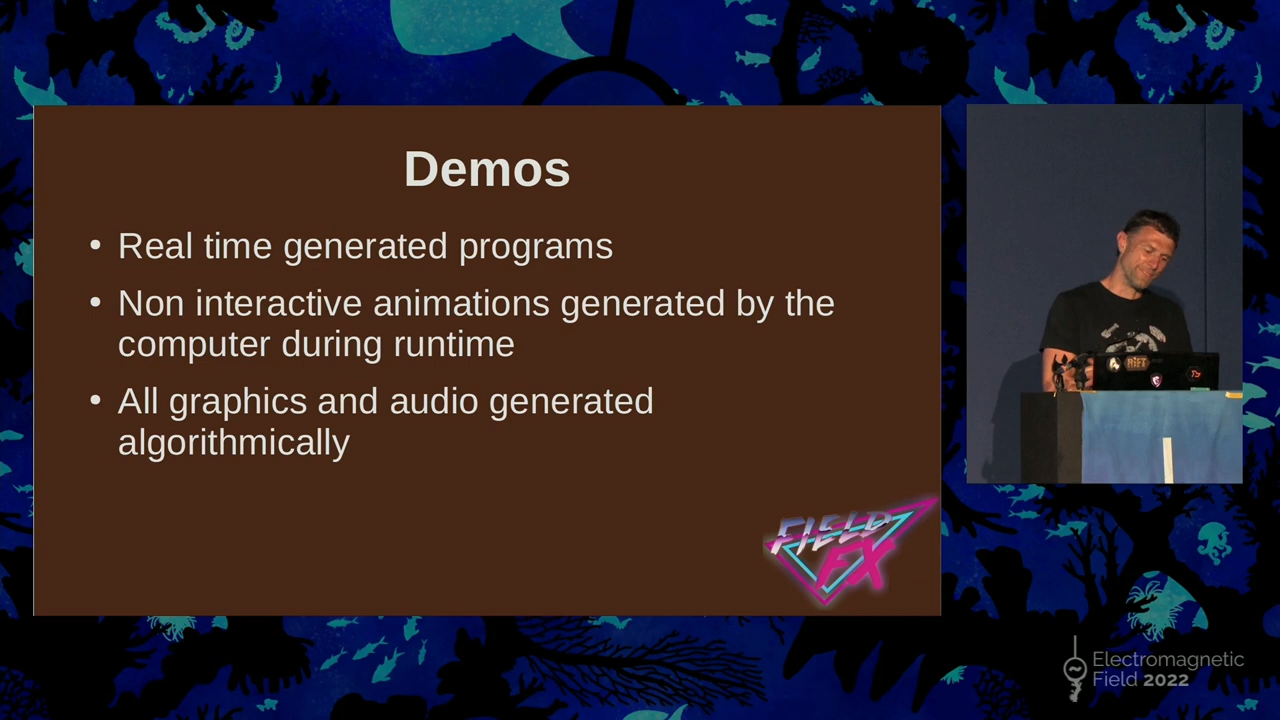 Demos
• Real time generated programs
• Non interactive animations generated by the
computer during runtime
• All graphics and audio generated
algorithmically
FIELD
FX
RiFT
Electromagnetic
Field 2022